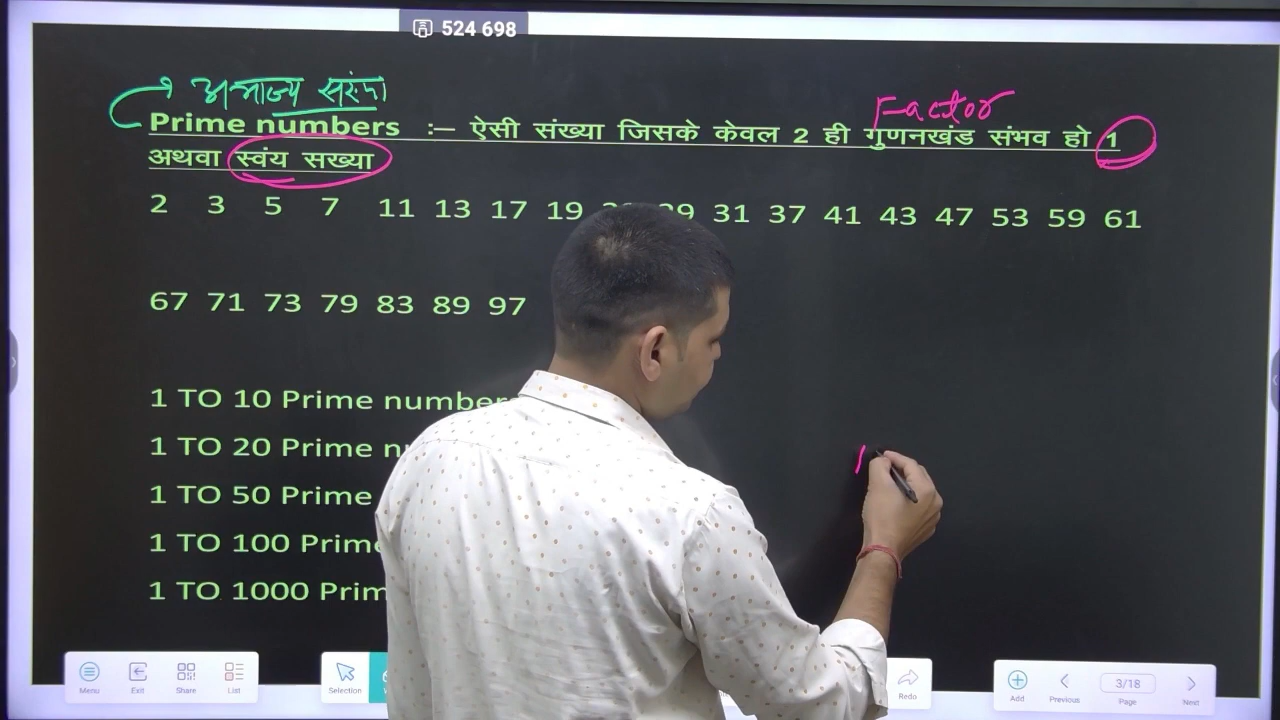 524 698
अभाज्य संख्या
Factor
Prime numbers :— ऐसी संख्या जिसके केवल 2 ही गुणनखंड संभव हो 1
अथवा स्वंय सख्या
2 3 5 7 11 13 17 19 29 31 37 41 43 47 53 59 61
67 71 73 79 83 89 97
1 TO 10 Prime number
1 TO 20 Prime
1 TO 50 Prime
1 TO 100 Prime
1 TO 1000 Prim
Menu Exit Share List Selection Redo Add Previous 3/18 Page Next